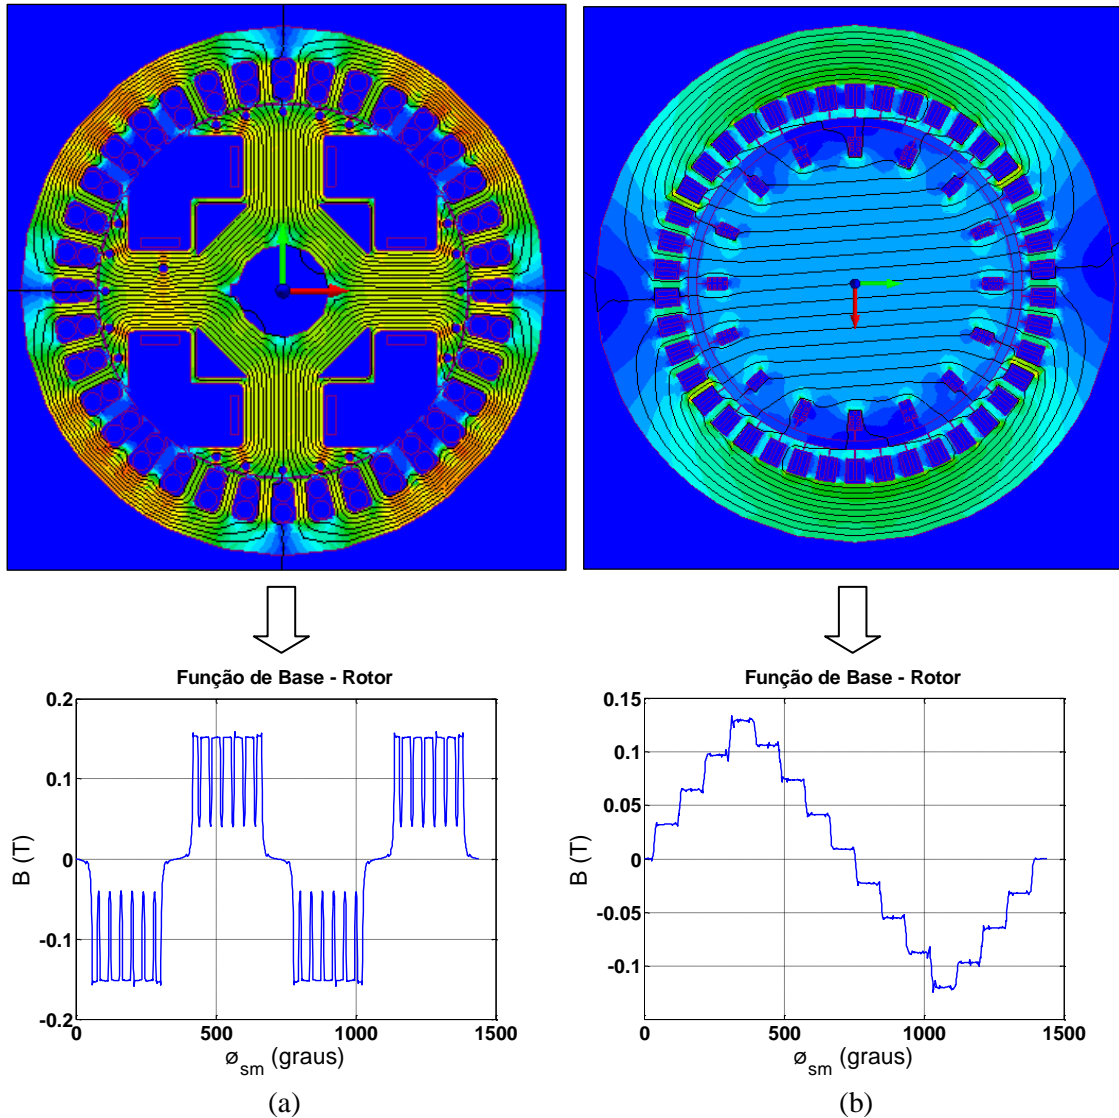 Função de Base - Rotor
0.2
0.1
0
-0.1
-0.2
B (T)
0
500
1000
1500
ø_sm (graus)
(a)
Função de Base - Rotor
0.15
0.1
0.05
0
-0.05
-0.1
B (T)
0
500
1000
1500
ø_sm (graus)
(b)